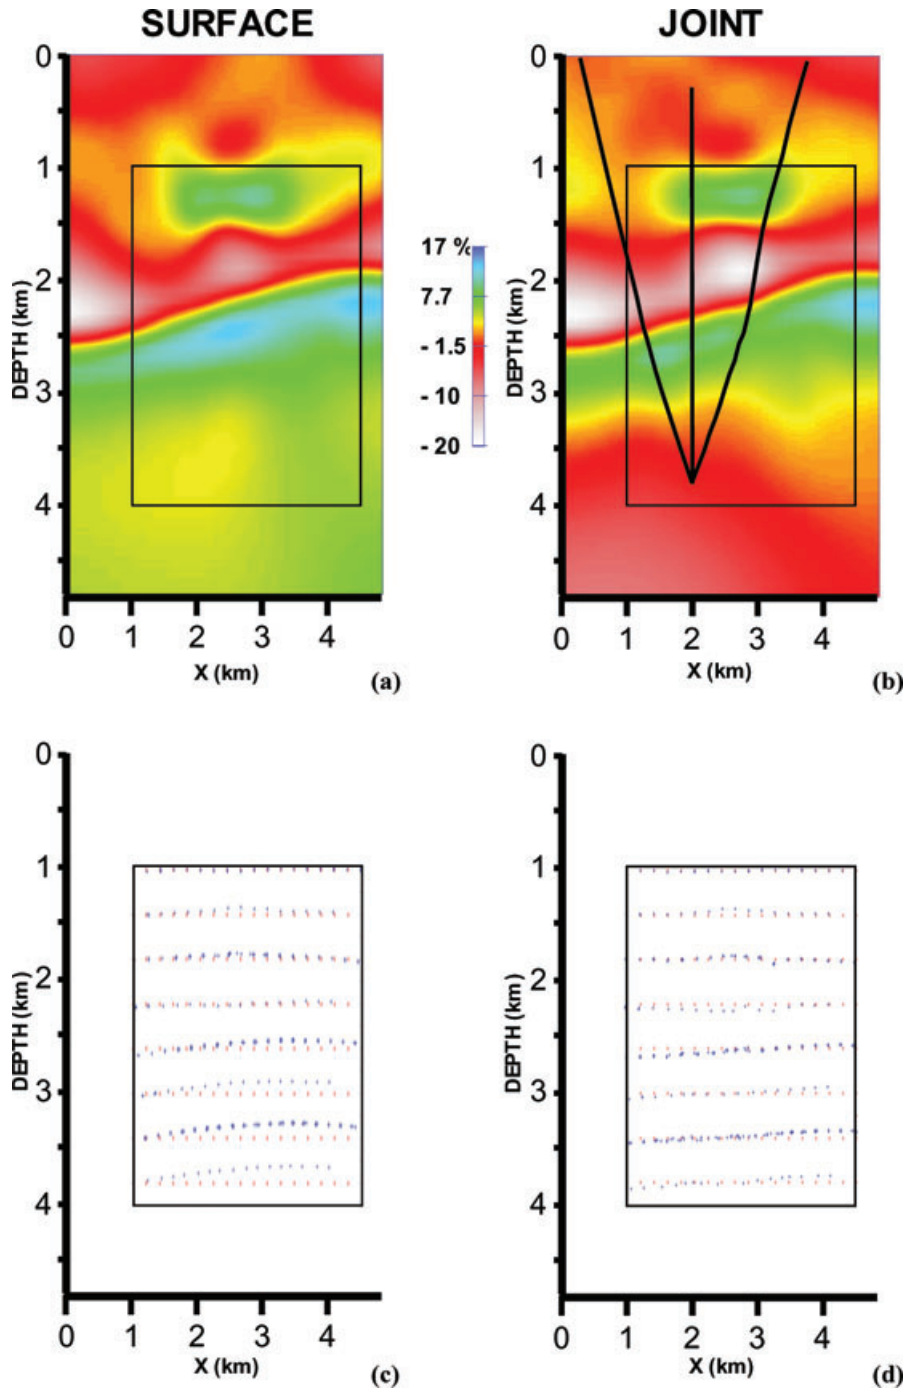 SURFACE
JOINT
0
1
2
3
4
DEPTH (km)
0 1 2 3 4
X (km)
(a)
17 %
7.7
- 1.5
- 10
- 20
0
1
2
3
4
DEPTH (km)
0 1 2 3 4
X (km)
(b)
0
1
2
3
4
DEPTH (km)
0 1 2 3 4
X (km)
(c)
0
1
2
3
4
DEPTH (km)
0 1 2 3 4
X (km)
(d)